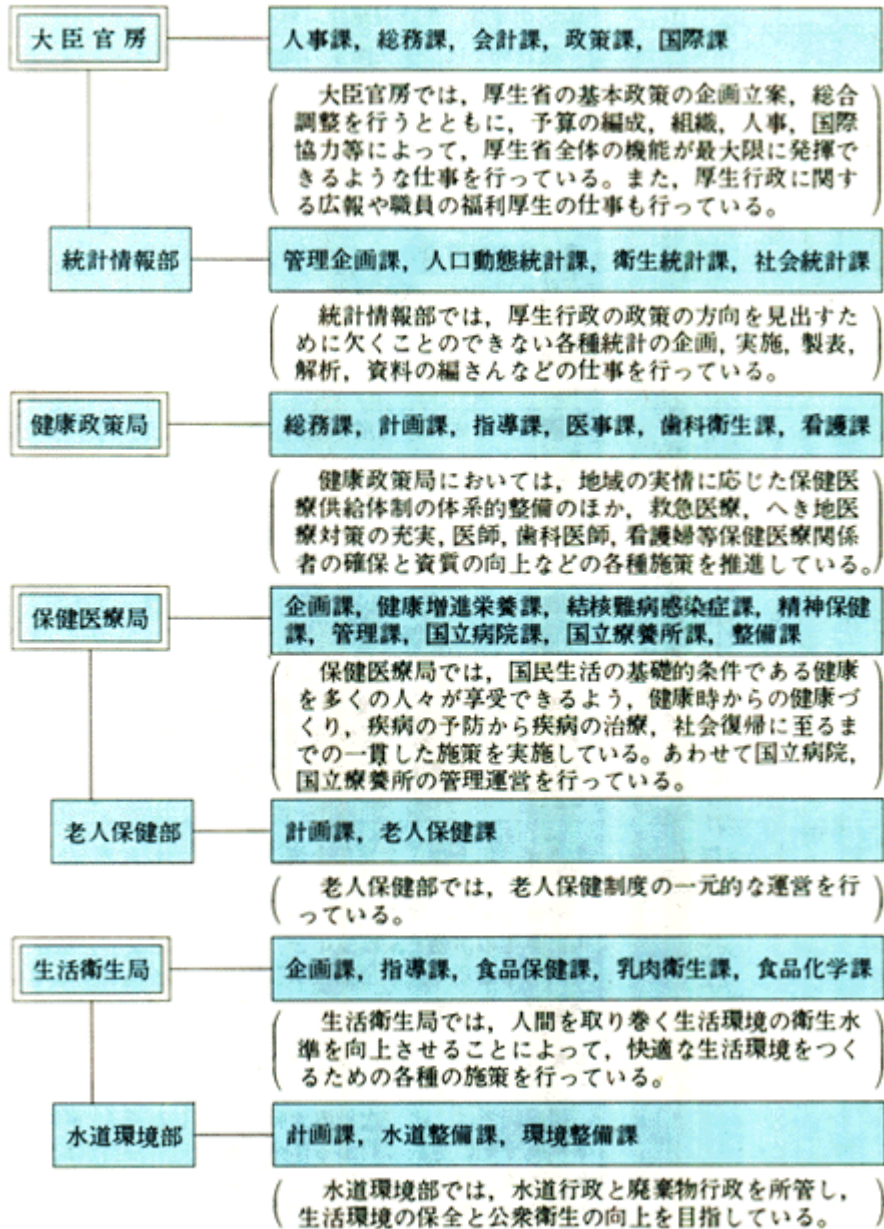 大臣官房
人事課，総務課，会計課，政策課，国際課
大臣官房では，厚生省の基本政策の企画立案，総合
調整を行うとともに，予算の編成，組織，人事，国際
協力等によって，厚生省全体の機能が最大限に発揮で
きるような仕事を行っている。また，厚生行政に関す
る広報や職員の福利厚生の仕事も行っている。
統計情報部
管理企画課，人口動態統計課，衛生統計課，社会統計課
統計情報部では，厚生行政の政策の方向を見出すた
めに欠くことのできない各種統計の企画，実施，製表，
解析，資料の編さんなどの仕事を行っている。
健康政策局
総務課，計画課，指導課，医事課，歯科衛生課，看護課
健康政策局においては，地域の実情に応じた保健医
療供給体制の体系的整備のほか，救急医療，へき地医
療対策の充実，医師，歯科医師，看護婦等保健医療関係
者の確保と資質の向上などの各種施策を推進している。
保健医療局
企画課，健康増進栄養課，結核難病感染症課，精神保健
課，管理課，国立病院課，国立療養所課，整備課
保健医療局では，国民生活の基礎的条件である健康
を多くの人々が享受できるよう，健康時からの健康づ
くり，疾病の予防から疾病の治療，社会復帰に至るま
での一貫した施策を実施している。あわせて国立病院，
国立療養所の管理運営を行っている。
老人保健部
計画課，老人保健課
老人保健部では，老人保健制度の一元的な運営を行
っている。
生活衛生局
企画課，指導課，食品保健課，乳肉衛生課，食品化学課
生活衛生局では，人間を取り巻く生活環境の衛生水
準を向上させることによって，快適な生活環境をつく
るための各種の施策を行っている。
水道環境部
計画課，水道整備課，環境整備課
水道環境部では，水道行政と廃棄物行政を所管し，
生活環境の保全と公衆衛生の向上を目指している。